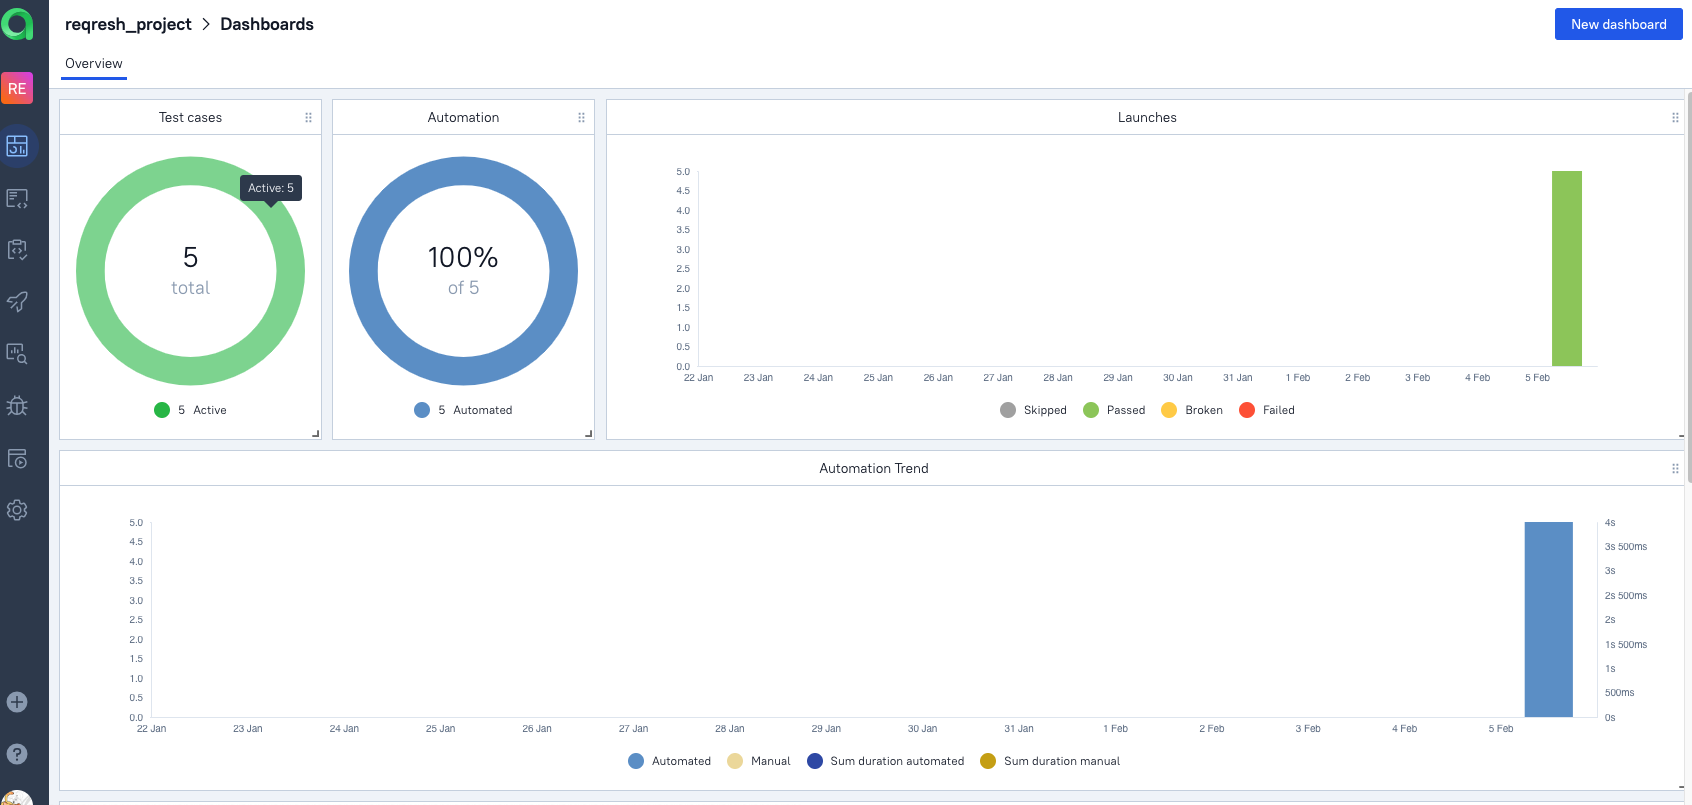 reqresh_project > Dashboards
New dashboard
Overview
RE
Test cases
Active: 5
5
total
5 Active
Automation
100%
of 5
5 Automated
Launches
5.0
4.5
4.0
3.5
3.0
2.5
2.0
1.5
1.0
0.5
0.0
22 Jan 23 Jan 24 Jan 25 Jan 26 Jan 27 Jan 28 Jan 29 Jan 30 Jan 31 Jan 1 Feb 2 Feb 3 Feb 4 Feb 5 Feb
Skipped Passed Broken Failed
Automation Trend
5.0
4.5
4.0
3.5
3.0
2.5
2.0
1.5
1.0
0.5
0.0
4s
3s 500ms
3s
2s 500ms
2s
1s 500ms
1s
500ms
0s
22 Jan 23 Jan 24 Jan 25 Jan 26 Jan 27 Jan 28 Jan 29 Jan 30 Jan 31 Jan 1 Feb 2 Feb 3 Feb 4 Feb 5 Feb
Automated Manual Sum duration automated Sum duration manual